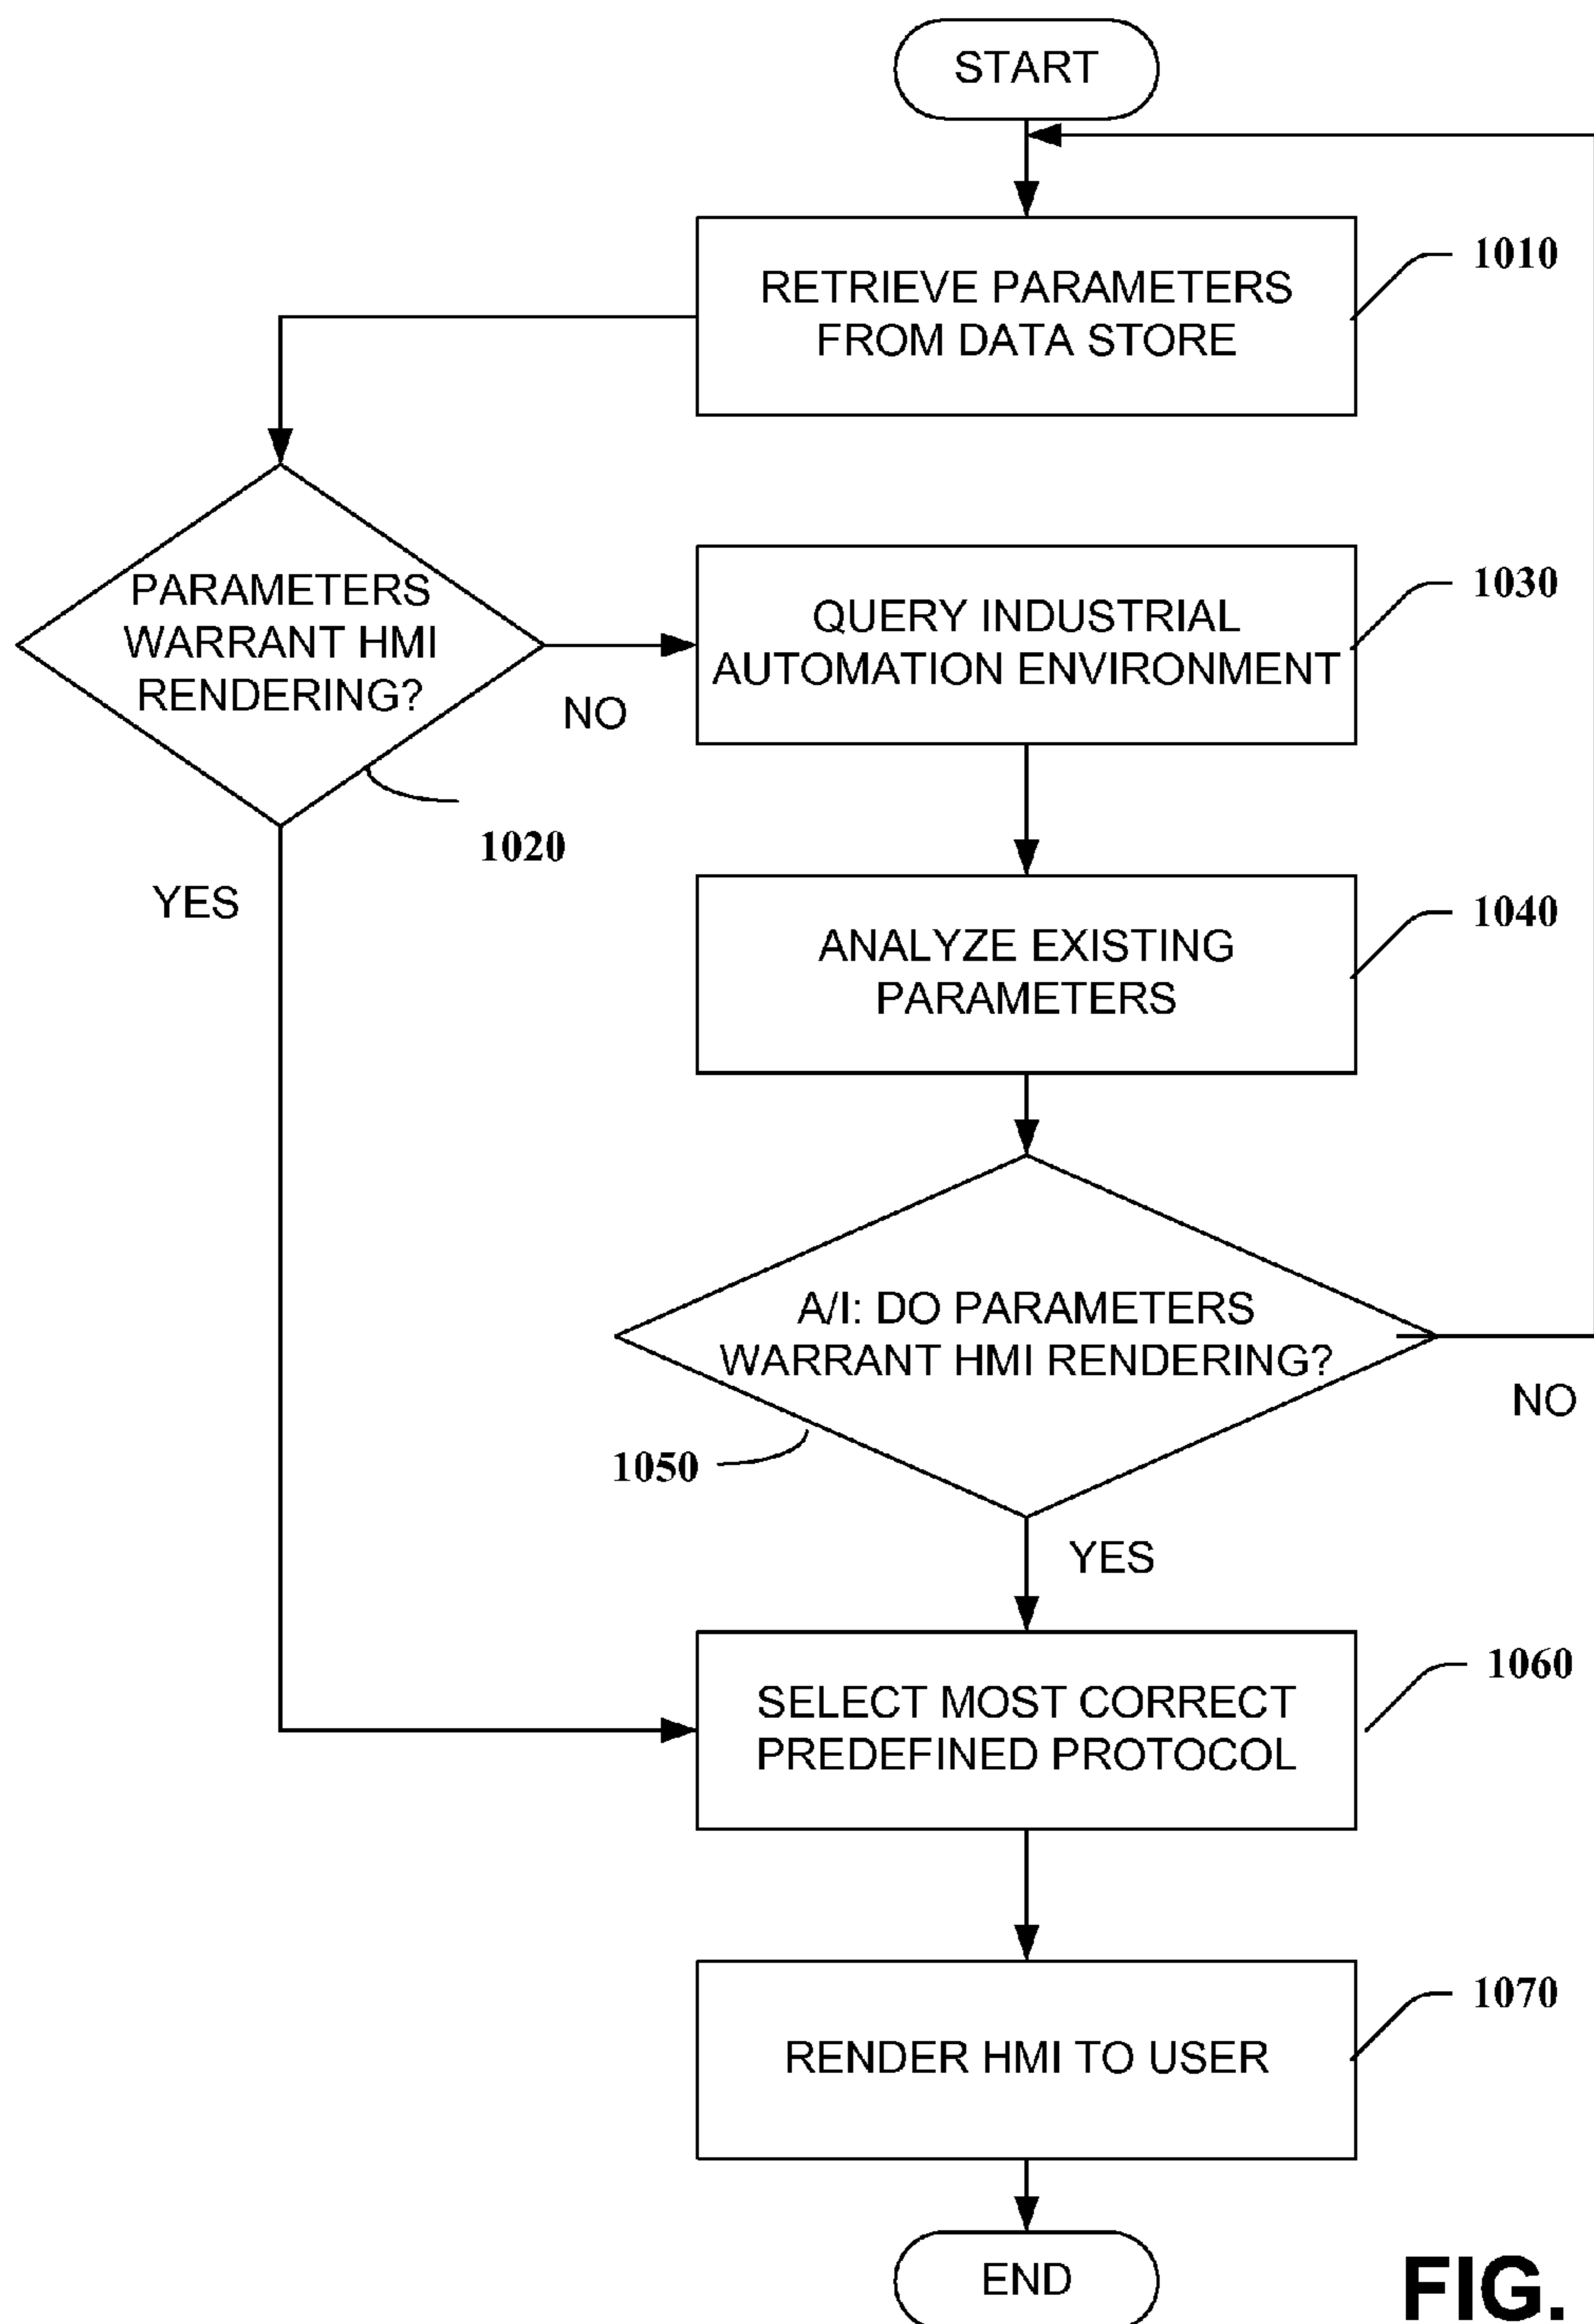 START
RETRIEVE PARAMETERS
FROM DATA STORE
1010
PARAMETERS
WARRANT HMI
RENDERING?
1020
NO
YES
QUERY INDUSTRIAL
AUTOMATION ENVIRONMENT
1030
ANALYZE EXISTING
PARAMETERS
1040
A/I: DO PARAMETERS
WARRANT HMI RENDERING?
1050
NO
YES
SELECT MOST CORRECT
PREDEFINED PROTOCOL
1060
RENDER HMI TO USER
1070
END
FIG.